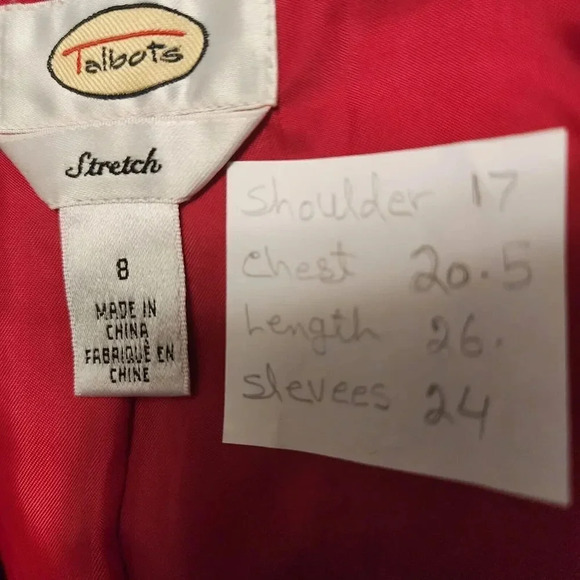 Talbots
Stretch
8
MADE IN
CHINA
FABRIQUÉ EN
CHINE
Shoulder 17
Chest 20.5
Length 26.
Slevees 24